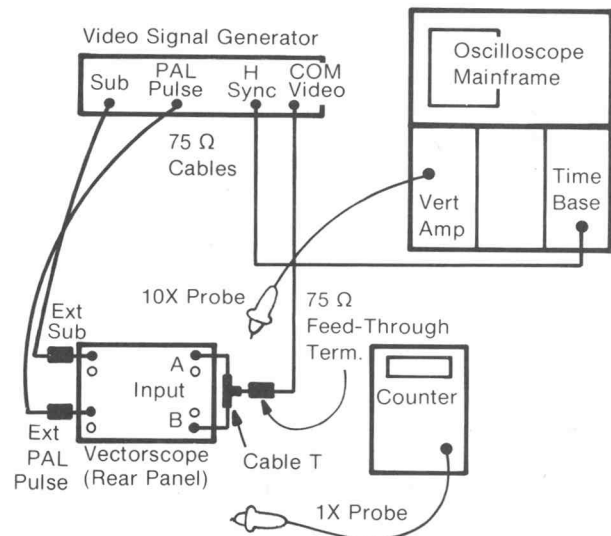 Video Signal Generator
Sub
PAL
Pulse
H
Sync
COM
Video
Oscilloscope
Mainframe
75 Ω
Cables
Vert
Amp
Time
Base
10X Probe
75 Ω
Feed-Through
Term.
Ext
Sub
A
Input
B
Counter
Ext
PAL
Pulse
Vectorscope
(Rear Panel)
Cable T
1X Probe